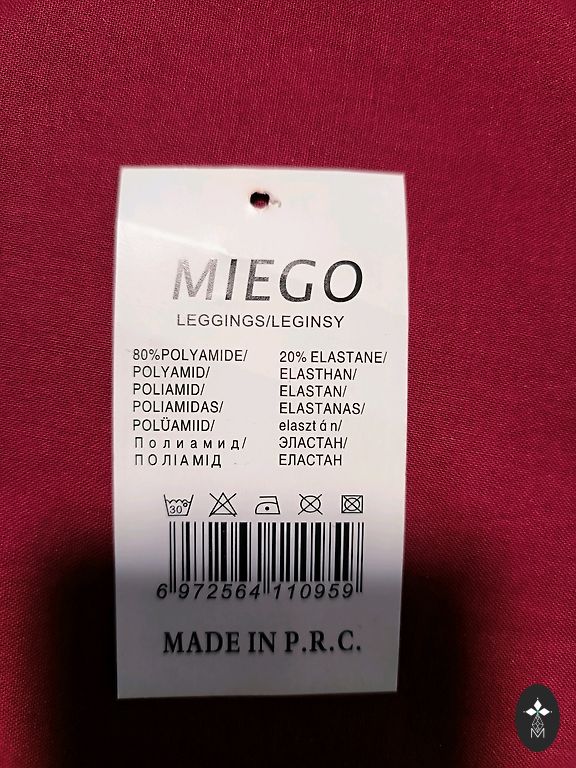 MIEGO
LEGGINGS/LEGINSY
80%POLYAMIDE/
POLYAMID/
POLIAMID/
POLIAMIDAS/
POLÜAMIID/
Полиамид/
ПОЛІАМІД
20% ELASTANE/
ELASTHAN/
ELASTAN/
ELASTANAS/
elasztán/
ЭЛАСТАН/
ЕЛАСТАН
30°
6 972564 110959
MADE IN P.R.C.
M